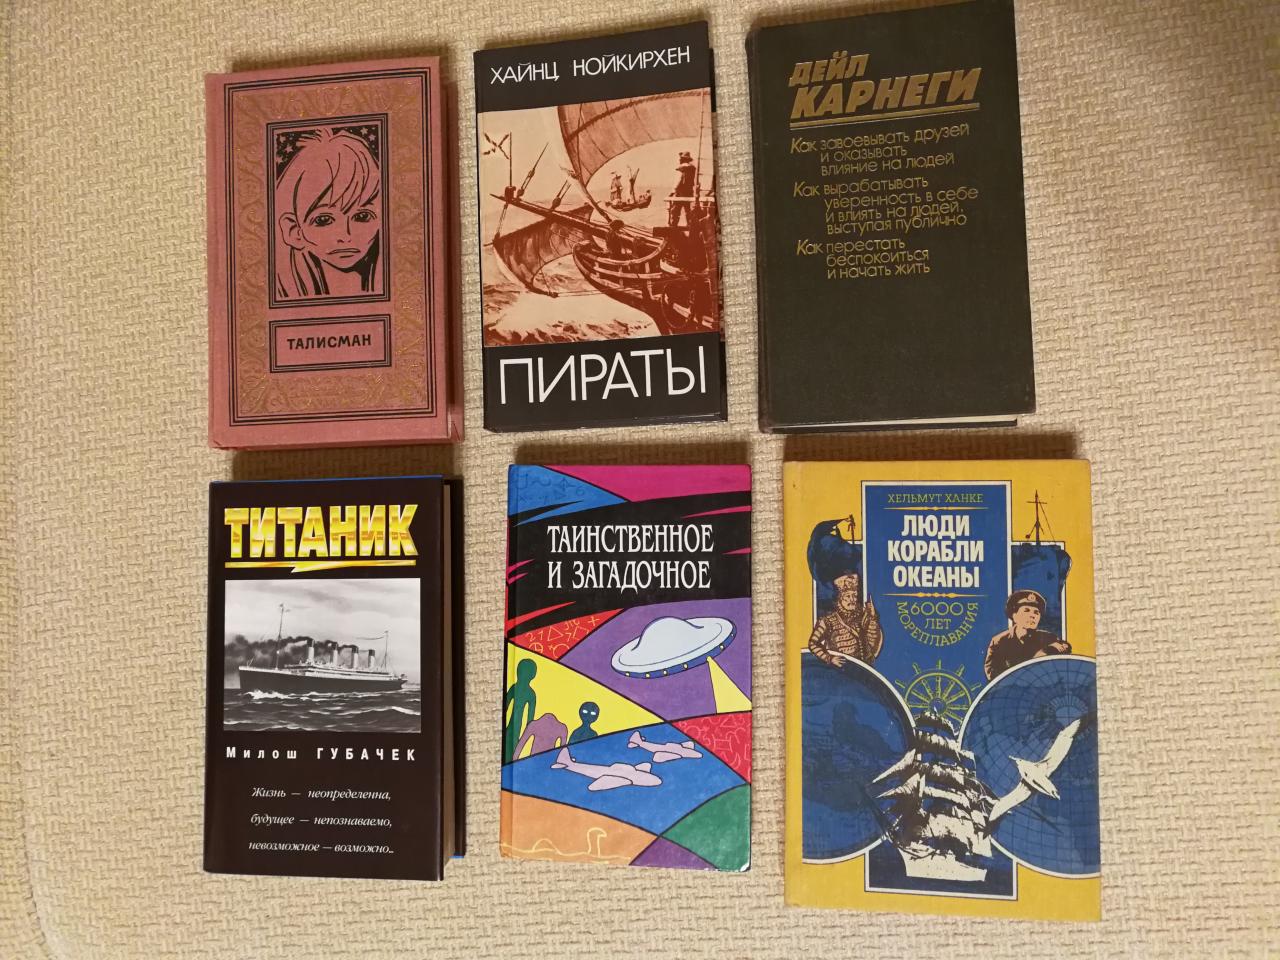 ТАЛИСМАН
ХАЙНЦ НОЙКИРХЕН
ПИРАТЫ
ДЕЙЛ
КАРНЕГИ
Как завоевывать друзей
и оказывать
влияние на людей
Как вырабатывать
уверенность в себе
и влиять на людей,
выступая публично
Как перестать
беспокоиться
и начать жить
ТИТАНИК
Милош ГУБАЧЕК
Жизнь — неопределенна,
будущее — непознаваемо,
невозможное — возможно...
ТАИНСТВЕННОЕ
И ЗАГАДОЧНОЕ
ХЕЛЬМУТ ХАНКЕ
ЛЮДИ
КОРАБЛИ
ОКЕАНЫ
6000
ЛЕТ
МОРЕПЛАВАНИЯ